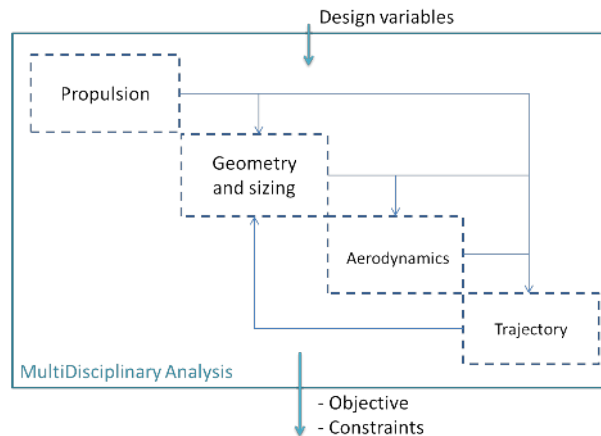 Design variables
Propulsion
Geometry
and sizing
Aerodynamics
Trajectory
MultiDisciplinary Analysis
- Objective
- Constraints